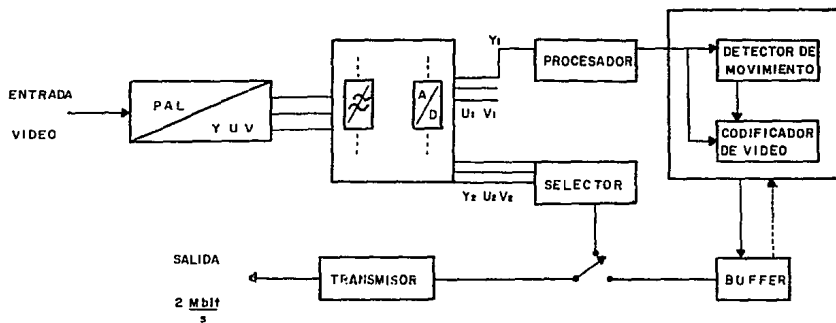 ENTRADA
VIDEO
PAL
Y U V
A
D
Y1
U1 V1
Y2 U2 V2
PROCESADOR
DETECTOR DE
MOVIMIENTO
CODIFICADOR
DE VIDEO
SELECTOR
SALIDA
2 Mbit
s
TRANSMISOR
BUFFER